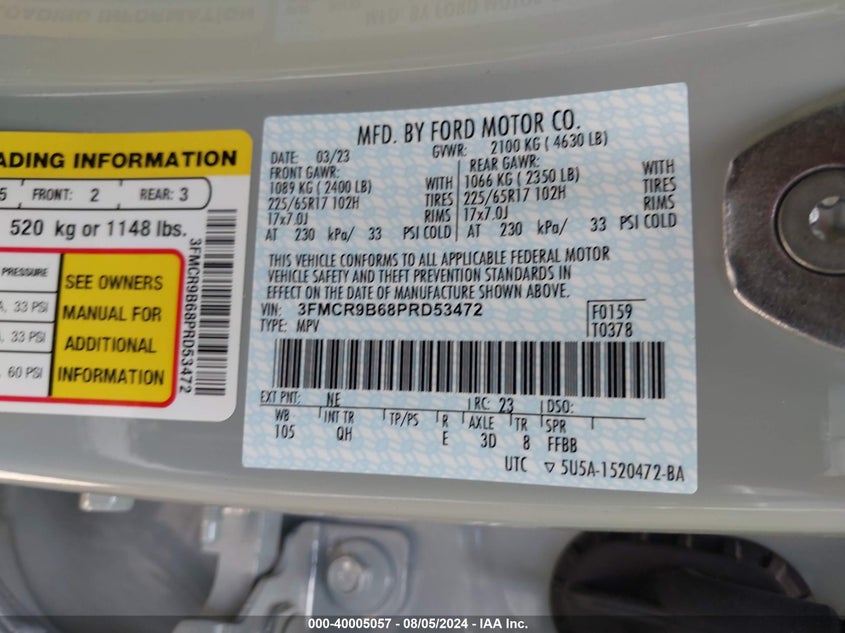 MFD. BY FORD MOTOR CO.
DATE: 03/23 GVWR: 2100 KG ( 4630 LB)
FRONT GAWR: REAR GAWR:
1089 KG ( 2400 LB) WITH 1066 KG ( 2350 LB) WITH
225/65R17 102H TIRES 225/65R17 102H TIRES
17x7.0J RIMS 17x7.0J RIMS
AT 230 kPa/ 33 PSI COLD AT 230 kPa/ 33 PSI COLD
THIS VEHICLE CONFORMS TO ALL APPLICABLE FEDERAL MOTOR
VEHICLE SAFETY AND THEFT PREVENTION STANDARDS IN
EFFECT ON THE DATE OF MANUFACTURE SHOWN ABOVE.
VIN: 3FMCR9B68PRD53472 F0159
TYPE: MPV T0378
EXT PNT: NE RC: 23 DSO:
WB INT TR TP/PS R AXLE TR SPR
105 QH E 3D 8 FFBB
UTC ▽ 5U5A-1520472-BA
ADING INFORMATION
5 FRONT: 2 REAR: 3
520 kg or 1148 lbs.
PRESSURE
33 PSI
33 PSI
60 PSI
SEE OWNERS
MANUAL FOR
ADDITIONAL
INFORMATION
3FMCR9B68PRD53472
000-40005057 - 08/05/2024 - IAA Inc.